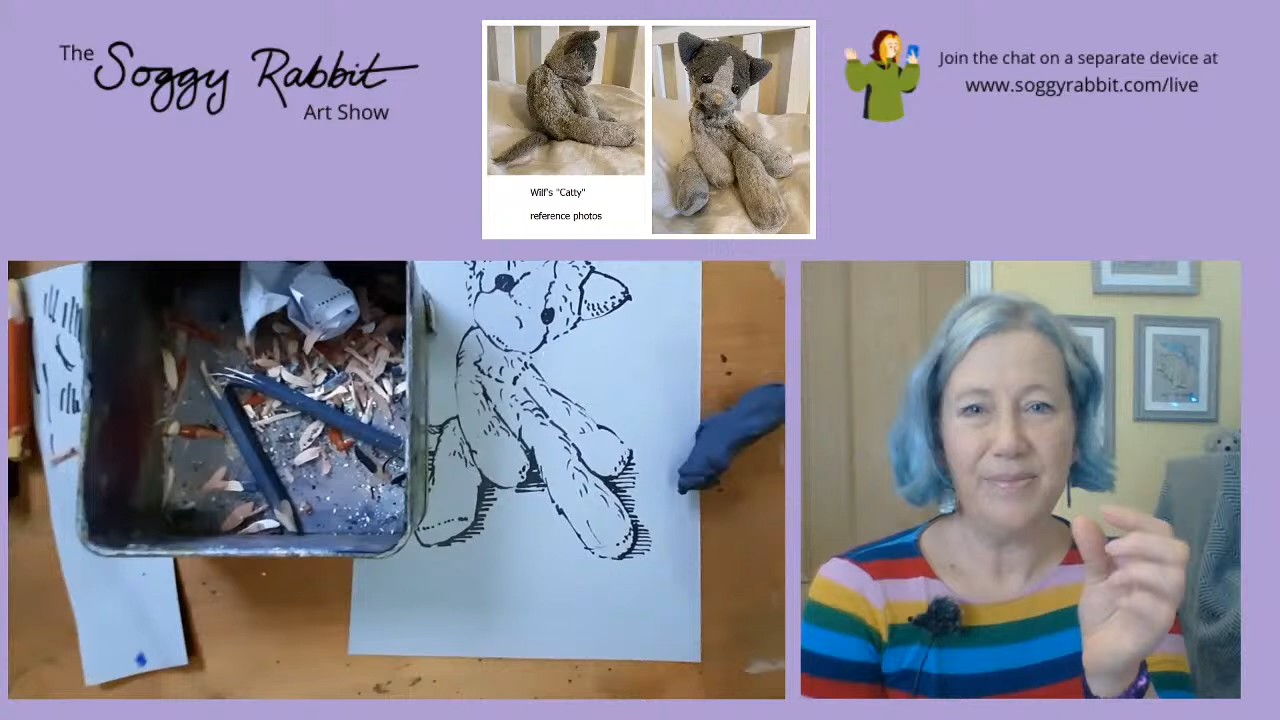 The Soggy Rabbit
Art Show
Wilf's "Catty"
reference photos
Join the chat on a separate device at
www.soggyrabbit.com/live